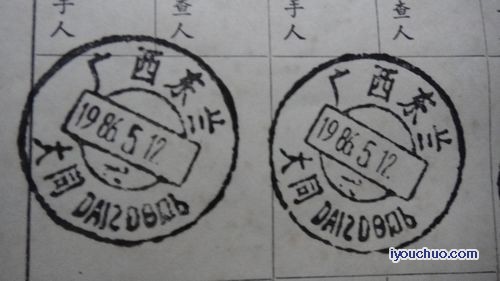 手人
查人
手人
查人
广西东兰
1986.5.12.
大同
广西东兰
1986.5.12.
大同
iyouchuo.com